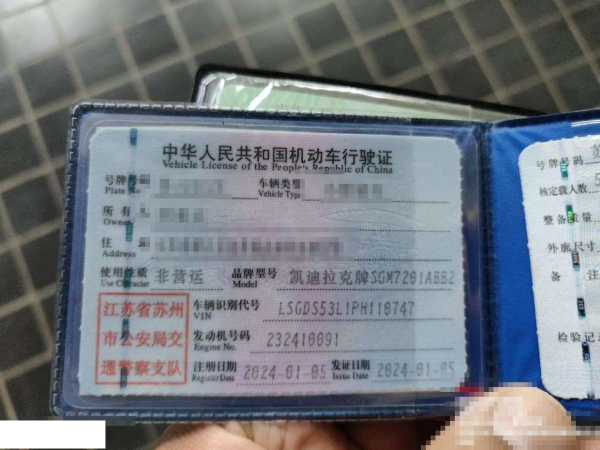 中华人民共和国机动车行驶证
Vehicle License of the People's Republic of China
号牌号码 车辆类型
Plate No. Vehicle Type
所有
住
Address
使用性质 非营运 品牌型号 凯迪拉克牌SGM7201ABB2
Use Character Model
江苏省苏州
市公安局交
通警察支队
车辆识别代号 LSGDS53L1PH110747
VIN
发动机号码 232410091
Engine No.
注册日期 2024-01-05 发证日期 2024-01-05
Register Date Issue Date
号牌号码 苏
核定载人数 5
整备质量
外廓尺寸
备 注
检验记